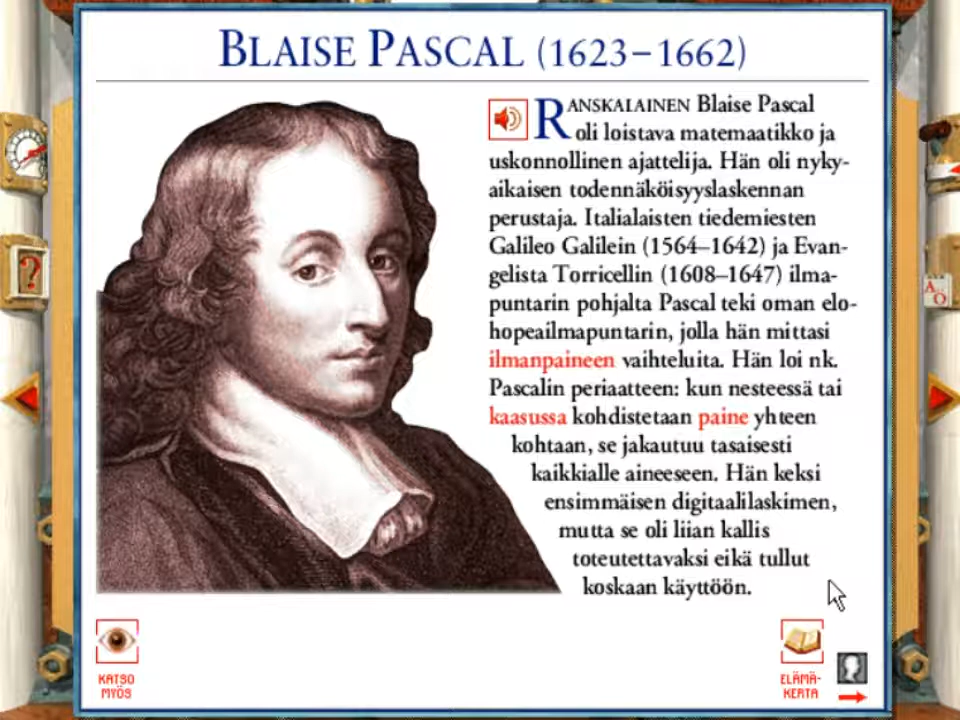 BLAISE PASCAL (1623–1662)
RANSKALAINEN Blaise Pascal
oli loistava matemaatikko ja
uskonnollinen ajattelija. Hän oli nyky-
aikaisen todennäköisyyslaskennan
perustaja. Italialaisten tiedemiesten
Galileo Galilein (1564–1642) ja Evan-
gelista Torricellin (1608–1647) ilma-
puntarin pohjalta Pascal teki oman elo-
hopeailmapuntarin, jolla hän mittasi
ilmanpaineen vaihteluita. Hän loi nk.
Pascalin periaatteen: kun nesteessä tai
kaasussa kohdistetaan paine yhteen
kohtaan, se jakautuu tasaisesti
kaikkialle aineeseen. Hän keksi
ensimmäisen digitaalilaskimen,
mutta se oli liian kallis
toteutettavaksi eikä tullut
koskaan käyttöön.
?
A...O
KATSO
MYÖS
ELÄMÄ-
KERTA